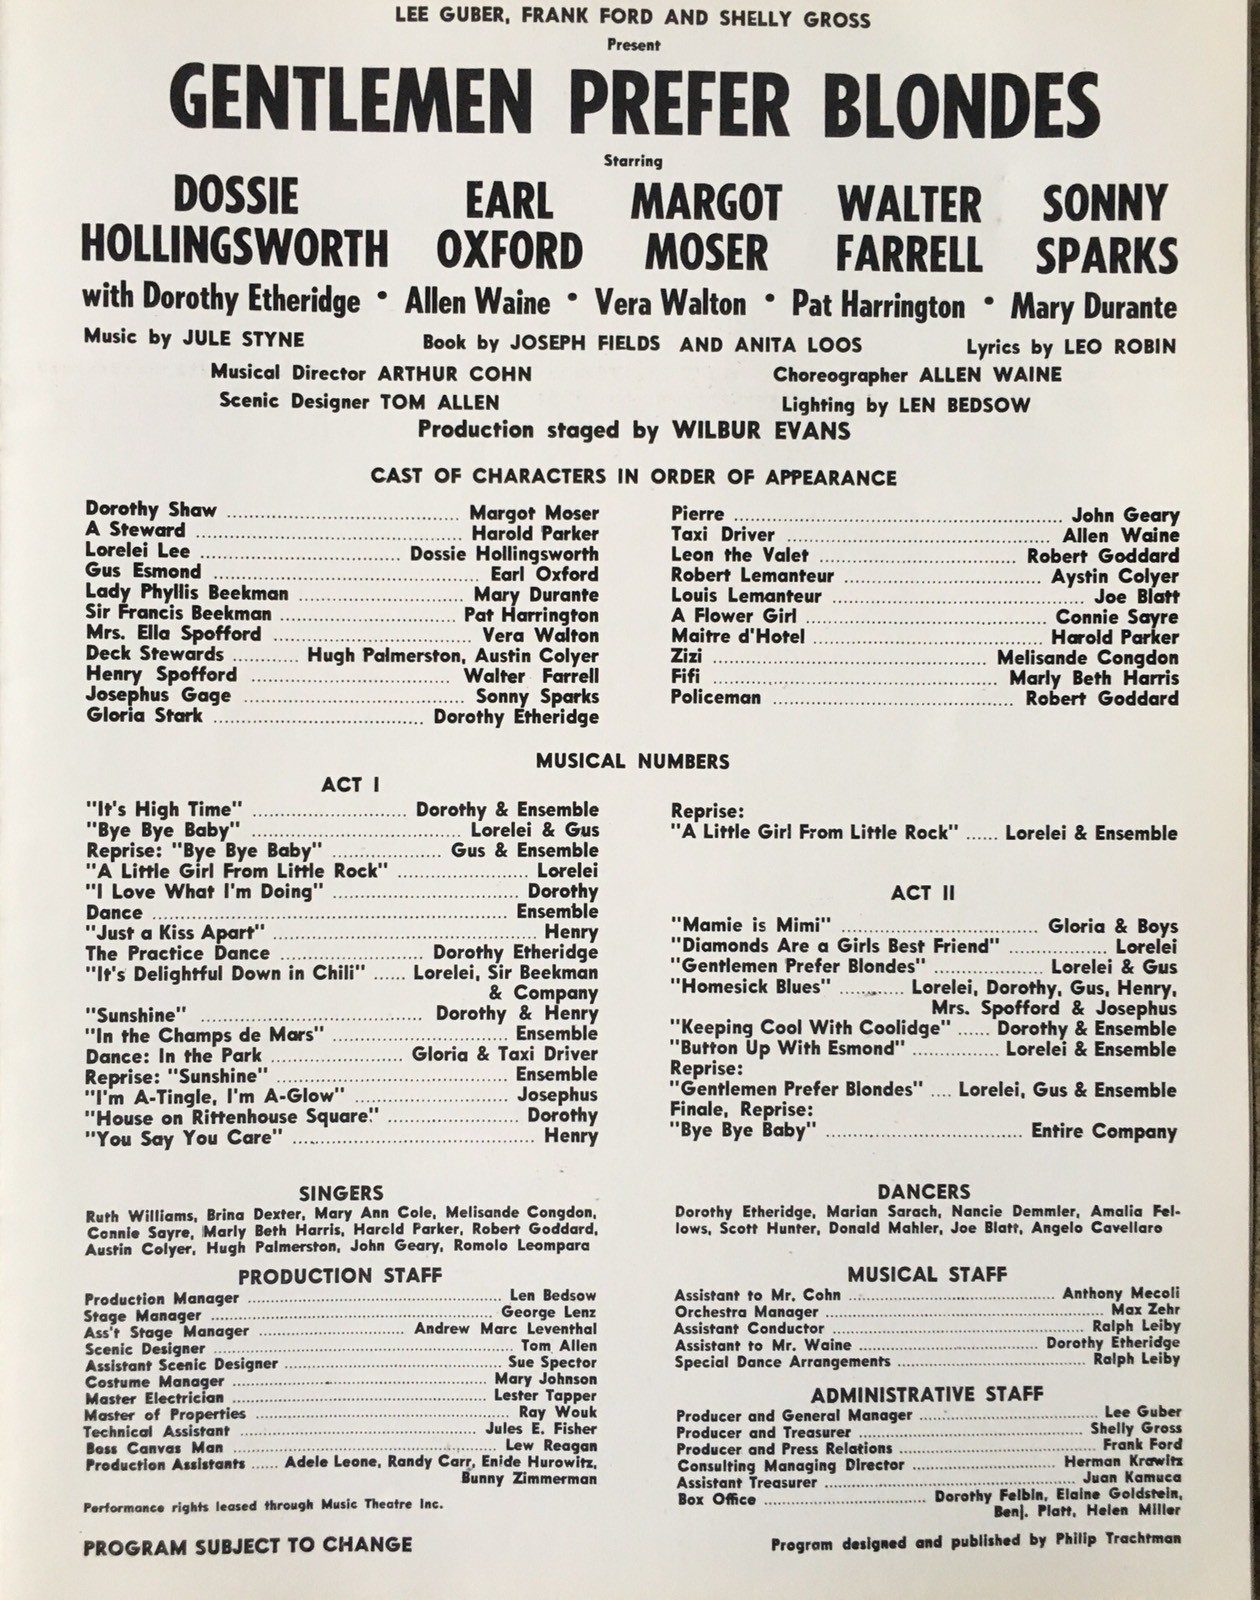 LEE GUBER, FRANK FORD AND SHELLY GROSS
Present
GENTLEMEN PREFER BLONDES
Starring
DOSSIE HOLLINGSWORTH
EARL OXFORD
MARGOT MOSER
WALTER FARRELL
SONNY SPARKS
with Dorothy Etheridge • Allen Waine • Vera Walton • Pat Harrington • Mary Durante
Music by JULE STYNE Book by JOSEPH FIELDS AND ANITA LOOS Lyrics by LEO ROBIN
Musical Director ARTHUR COHN Choreographer ALLEN WAINE
Scenic Designer TOM ALLEN Lighting by LEN BEDSOW
Production staged by WILBUR EVANS
CAST OF CHARACTERS IN ORDER OF APPEARANCE
Dorothy Shaw ........ Margot Moser
A Steward ........ Harold Parker
Lorelei Lee ........ Dossie Hollingsworth
Gus Esmond ........ Earl Oxford
Lady Phyllis Beekman ........ Mary Durante
Sir Francis Beekman ........ Pat Harrington
Mrs. Ella Spofford ........ Vera Walton
Deck Stewards ........ Hugh Palmerston, Austin Colyer
Henry Spofford ........ Walter Farrell
Josephus Gage ........ Sonny Sparks
Gloria Stark ........ Dorothy Etheridge
Pierre ........ John Geary
Taxi Driver ........ Allen Waine
Leon the Valet ........ Robert Goddard
Robert Lemanteur ........ Aystin Colyer
Louis Lemanteur ........ Joe Blatt
A Flower Girl ........ Connie Sayre
Maitre d'Hotel ........ Harold Parker
Zizi ........ Melisande Congdon
Fifi ........ Marly Beth Harris
Policeman ........ Robert Goddard
MUSICAL NUMBERS
ACT I
"It's High Time" ........ Dorothy & Ensemble
"Bye Bye Baby" ........ Lorelei & Gus
Reprise: "Bye Bye Baby" ........ Gus & Ensemble
"A Little Girl From Little Rock" ........ Lorelei
"I Love What I'm Doing" ........ Dorothy
Dance ........ Ensemble
"Just a Kiss Apart" ........ Henry
The Practice Dance ........ Dorothy Etheridge
"It's Delightful Down in Chili" ...... Lorelei, Sir Beekman
& Company
"Sunshine" ........ Dorothy & Henry
"In the Champs de Mars" ........ Ensemble
Dance: In the Park ........ Gloria & Taxi Driver
Reprise: "Sunshine" ........ Ensemble
"I'm A-Tingle, I'm A-Glow" ........ Josephus
"House on Rittenhouse Square" ........ Dorothy
"You Say You Care" ........ Henry
Reprise:
"A Little Girl From Little Rock" ...... Lorelei & Ensemble
ACT II
"Mamie is Mimi" ........ Gloria & Boys
"Diamonds Are a Girls Best Friend" ........ Lorelei
"Gentlemen Prefer Blondes" ........ Lorelei & Gus
"Homesick Blues" ........ Lorelei, Dorothy, Gus, Henry,
Mrs. Spofford & Josephus
"Keeping Cool With Coolidge" ...... Dorothy & Ensemble
"Button Up With Esmond" ........ Lorelei & Ensemble
Reprise:
"Gentlemen Prefer Blondes" .... Lorelei, Gus & Ensemble
Finale, Reprise:
"Bye Bye Baby" ........ Entire Company
SINGERS
Ruth Williams, Brina Dexter, Mary Ann Cole, Melisande Congdon,
Connie Sayre, Marly Beth Harris, Harold Parker, Robert Goddard,
Austin Colyer, Hugh Palmerston, John Geary, Romolo Leompara
DANCERS
Dorothy Etheridge, Marian Sarach, Nancie Demmler, Amalia Fel-
lows, Scott Hunter, Donald Mahler, Joe Blatt, Angelo Cavellaro
PRODUCTION STAFF
Production Manager ........ Len Bedsow
Stage Manager ........ George Lenz
Ass't Stage Manager ........ Andrew Marc Leventhal
Scenic Designer ........ Tom Allen
Assistant Scenic Designer ........ Sue Spector
Costume Manager ........ Mary Johnson
Master Electrician ........ Lester Tapper
Master of Properties ........ Ray Wouk
Technical Assistant ........ Jules E. Fisher
Boss Canvas Man ........ Lew Reagan
Production Assistants ...... Adele Leone, Randy Carr, Enide Hurowitz,
Bunny Zimmerman
Performance rights leased through Music Theatre Inc.
PROGRAM SUBJECT TO CHANGE
MUSICAL STAFF
Assistant to Mr. Cohn ........ Anthony Mecoli
Orchestra Manager ........ Max Zehr
Assistant Conductor ........ Ralph Leiby
Assistant to Mr. Waine ........ Dorothy Etheridge
Special Dance Arrangements ........ Ralph Leiby
ADMINISTRATIVE STAFF
Producer and General Manager ........ Lee Guber
Producer and Treasurer ........ Shelly Gross
Producer and Press Relations ........ Frank Ford
Consulting Managing Director ........ Herman Krawitz
Assistant Treasurer ........ Juan Kamuca
Box Office ........ Dorothy Felbin, Elaine Goldstein,
Benj. Platt, Helen Miller
Program designed and published by Philip Trachtman